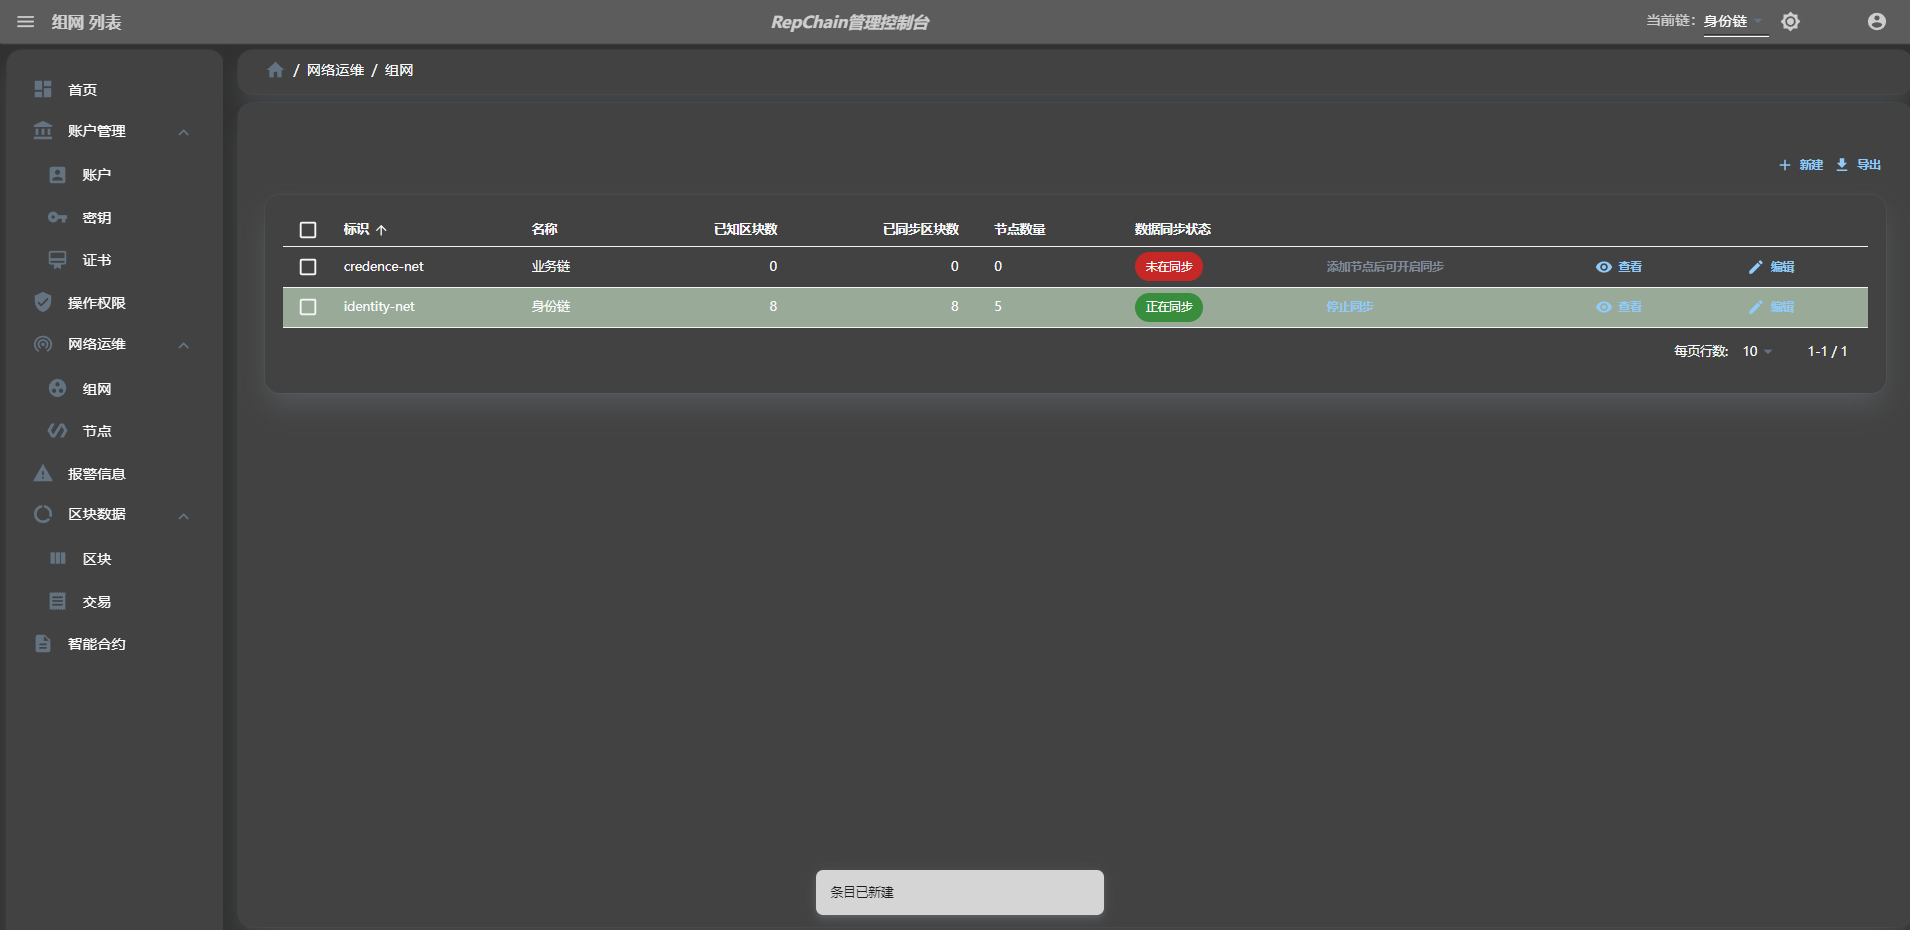 组网 列表
RepChain管理控制台
当前链: 身份链
首页
账户管理
账户
密钥
证书
操作权限
网络运维
组网
节点
报警信息
区块数据
区块
交易
智能合约
/ 网络运维 / 组网
新建 导出
标识 名称 已知区块数 已同步区块数 节点数量 数据同步状态
credence-net 业务链 0 0 0 未在同步 添加节点后可开启同步 查看 编辑
identity-net 身份链 8 8 5 正在同步 停止同步 查看 编辑
每页行数: 10 1-1 / 1
条目已新建